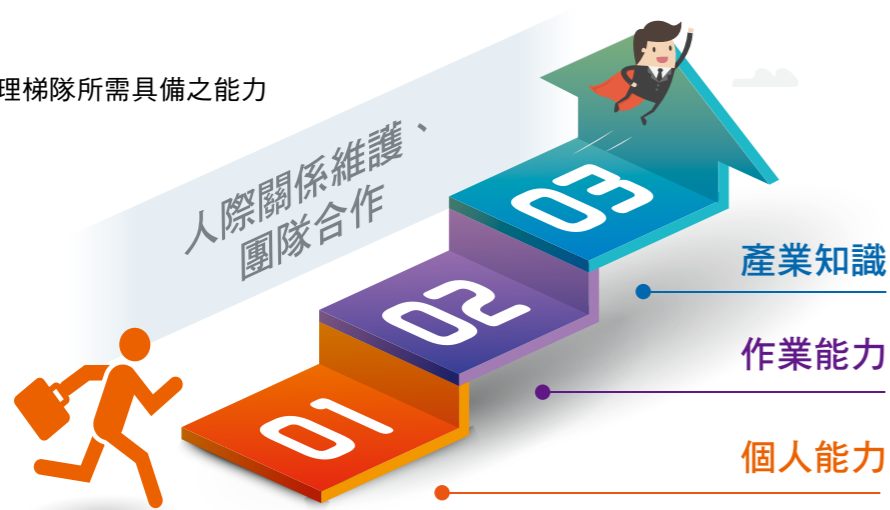 理梯隊所需具備之能力
人際關係維護、
團隊合作
03
產業知識
02
作業能力
01
個人能力